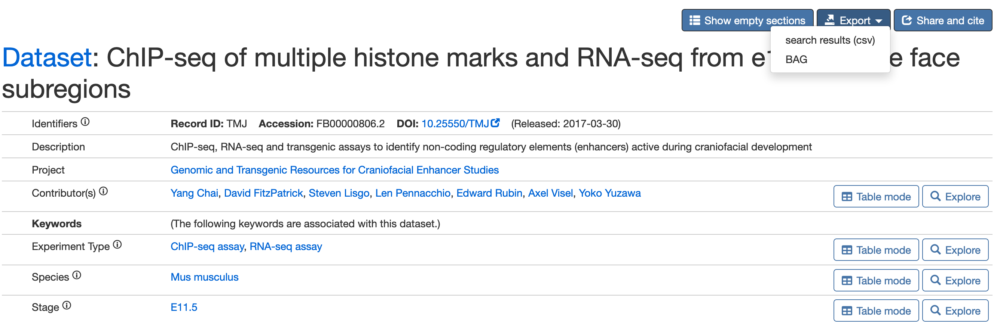 Show empty sections Export Share and cite
search results (csv)
BAG
Dataset: ChIP-seq of multiple histone marks and RNA-seq from face
subregions
Identifiers Record ID: TMJ Accession: FB00000806.2 DOI: 10.25550/TMJ (Released: 2017-03-30)
Description ChIP-seq, RNA-seq and transgenic assays to identify non-coding regulatory elements (enhancers) active during craniofacial development
Project Genomic and Transgenic Resources for Craniofacial Enhancer Studies
Contributor(s) Yang Chai, David FitzPatrick, Steven Lisgo, Len Pennacchio, Edward Rubin, Axel Visel, Yoko Yuzawa Table mode Explore
Keywords (The following keywords are associated with this dataset.)
Experiment Type ChIP-seq assay, RNA-seq assay Table mode Explore
Species Mus musculus Table mode Explore
Stage E11.5 Table mode Explore